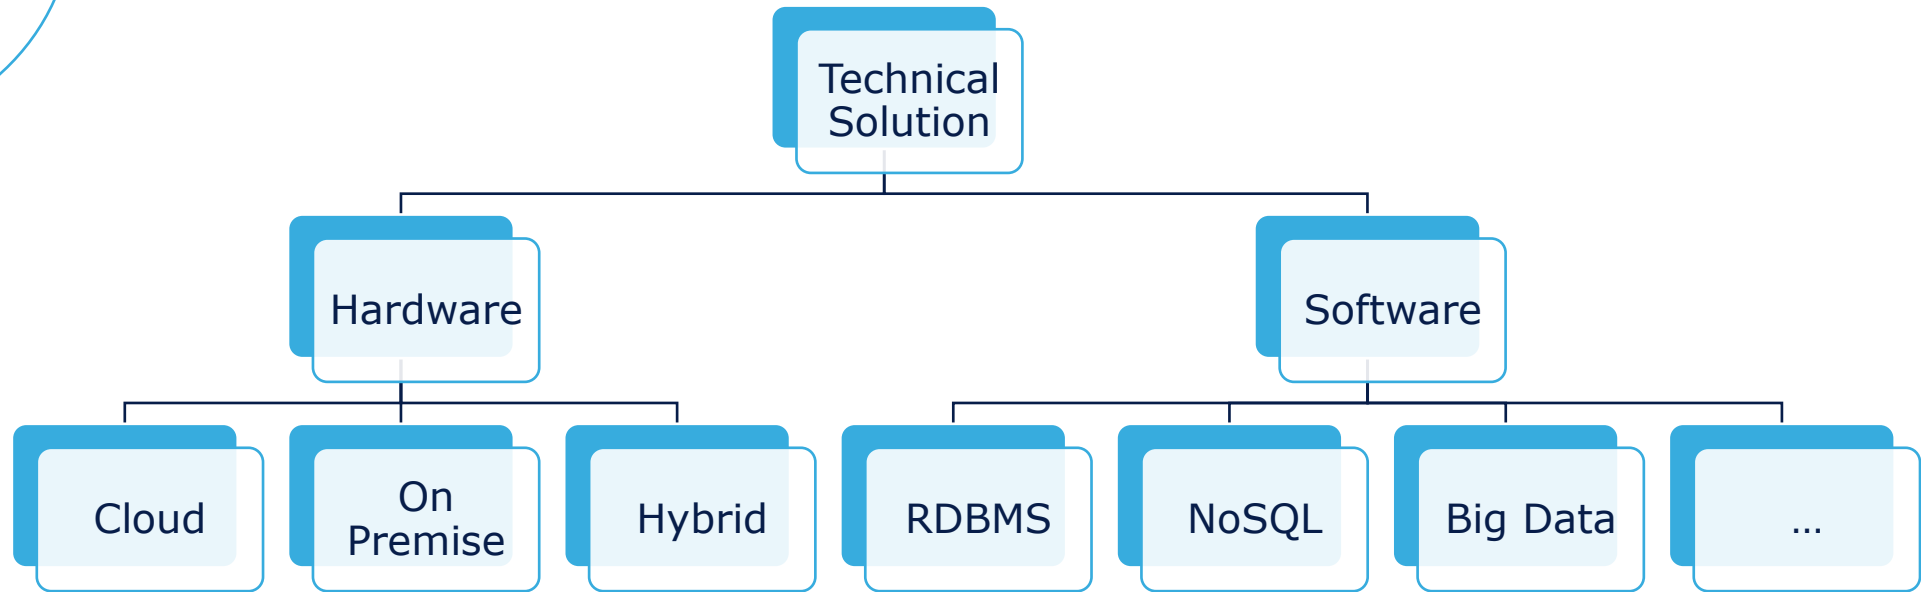 Technical
Solution
Hardware
Software
Cloud
On
Premise
Hybrid
RDBMS
NoSQL
Big Data
...